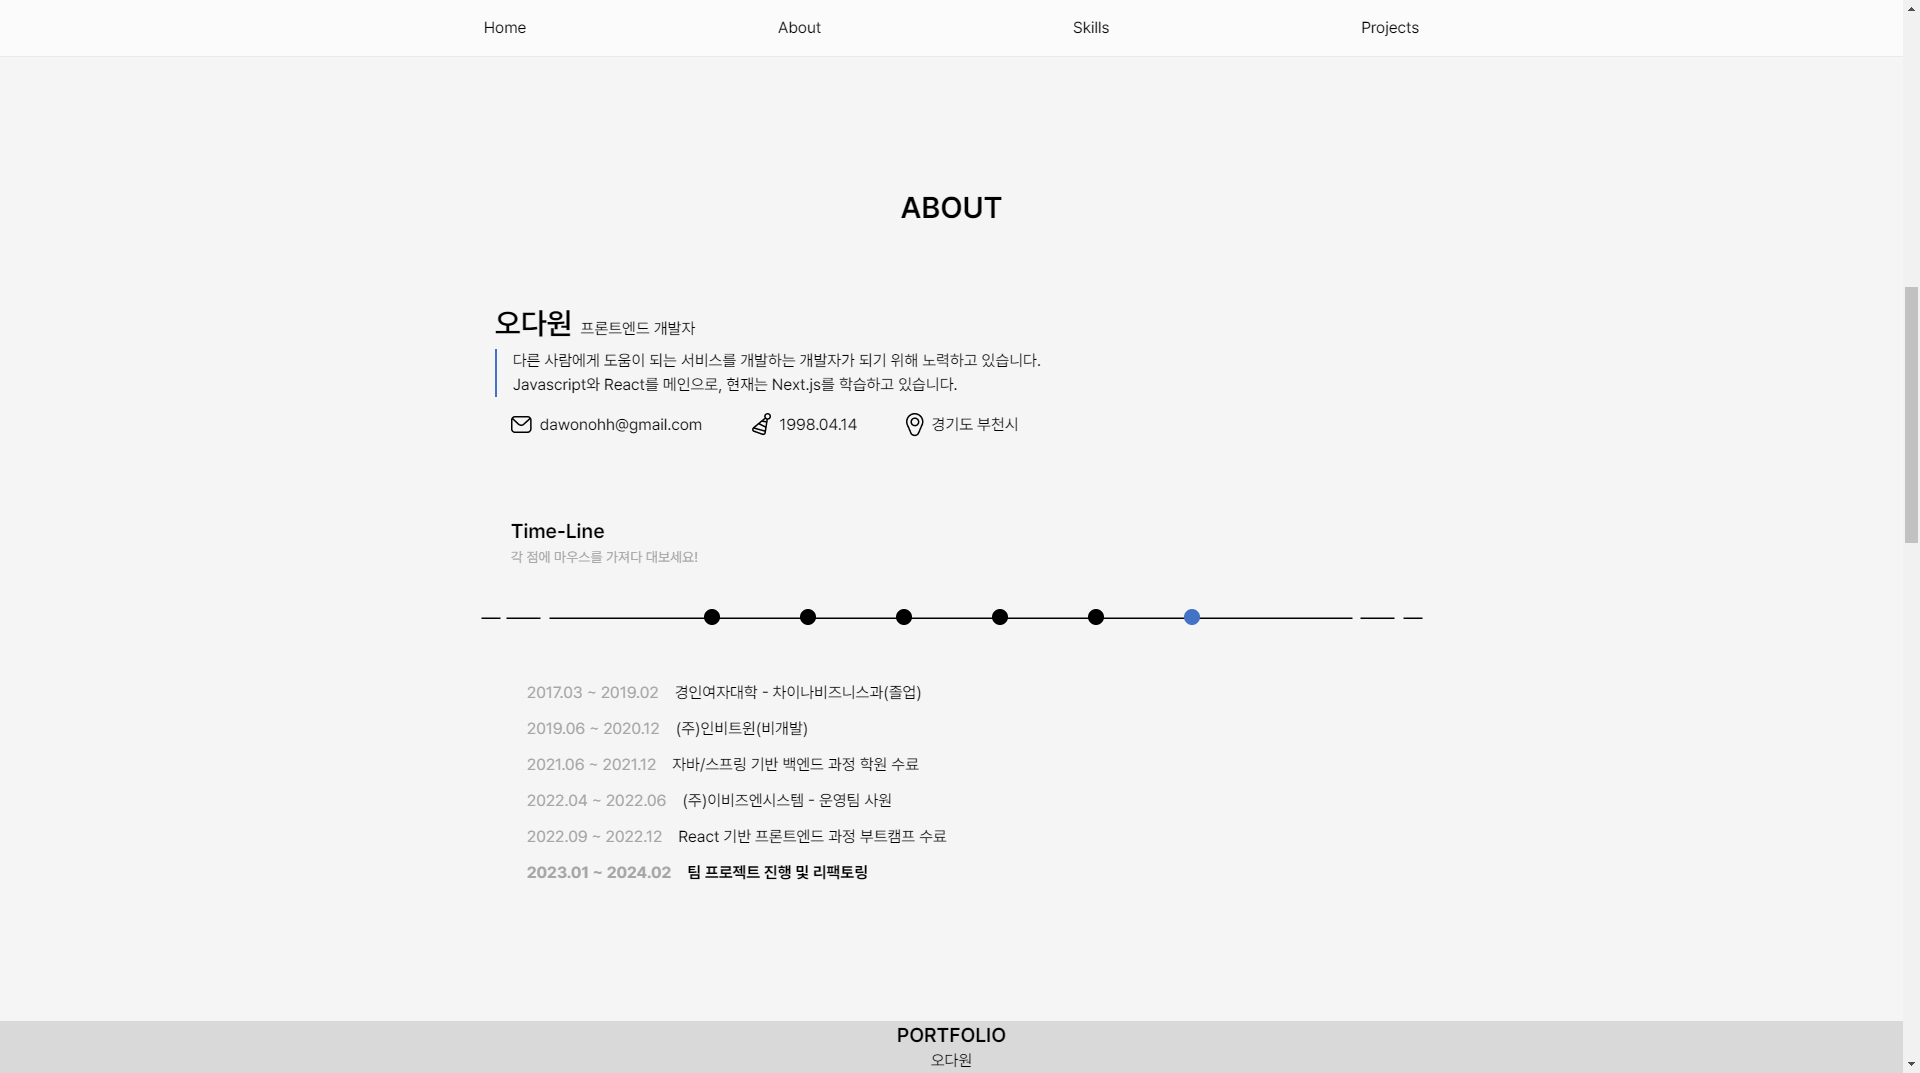 Home About Skills Projects
ABOUT
오다원 프론트엔드 개발자
다른 사람에게 도움이 되는 서비스를 개발하는 개발자가 되기 위해 노력하고 있습니다.
Javascript와 React를 메인으로, 현재는 Next.js를 학습하고 있습니다.
dawonohh@gmail.com 1998.04.14 경기도 부천시
Time-Line
각 점에 마우스를 가져다 대보세요!
2017.03 ~ 2019.02 경인여자대학 - 차이나비즈니스과(졸업)
2019.06 ~ 2020.12 (주)인비트윈(비개발)
2021.06 ~ 2021.12 자바/스프링 기반 백엔드 과정 학원 수료
2022.04 ~ 2022.06 (주)이비즈엔시스템 - 운영팀 사원
2022.09 ~ 2022.12 React 기반 프론트엔드 과정 부트캠프 수료
2023.01 ~ 2024.02 팀 프로젝트 진행 및 리팩토링
PORTFOLIO
오다원